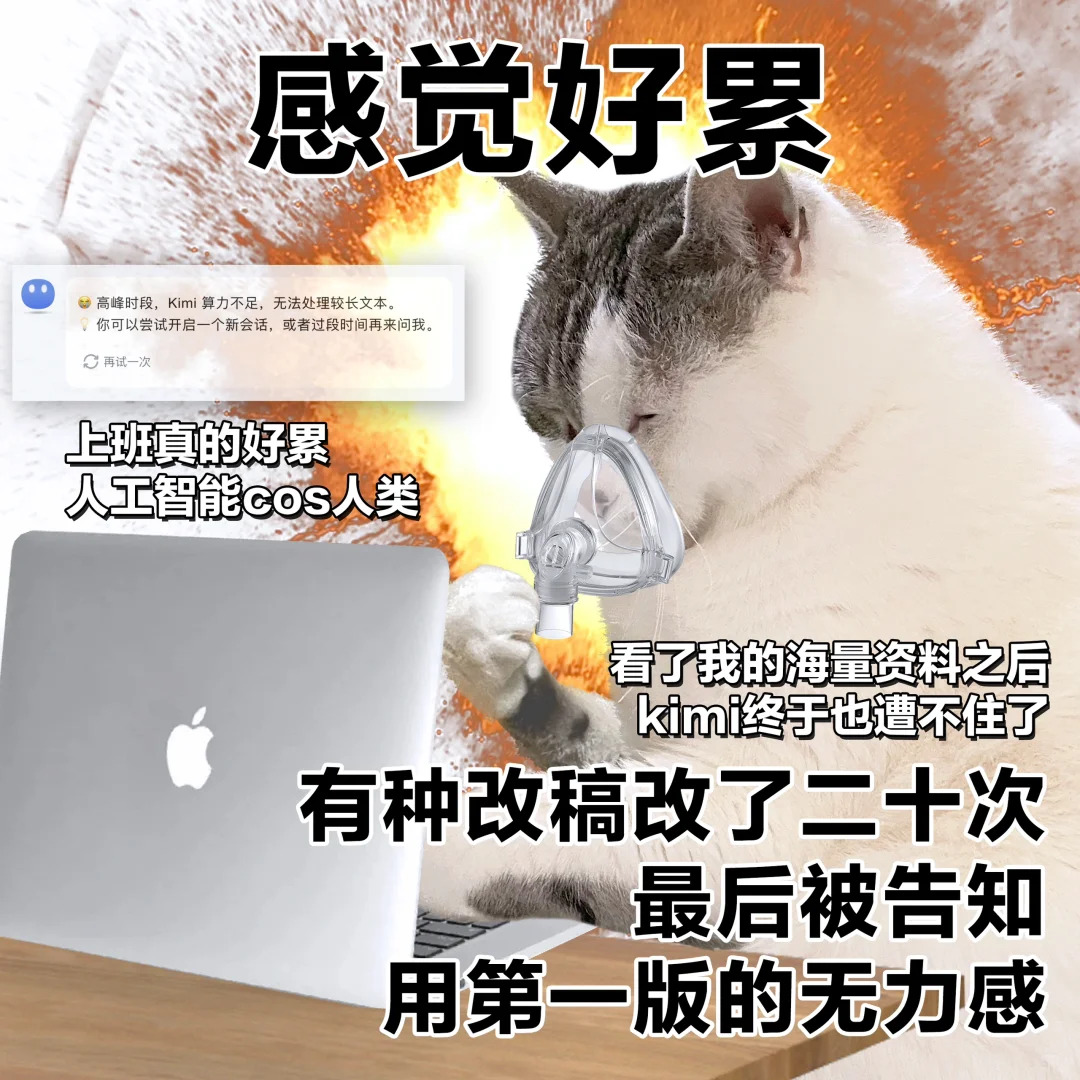 感觉好累
😭 高峰时段，Kimi 算力不足，无法处理较长文本。
💡 你可以尝试开启一个新会话，或者过段时间再来问我。
再试一次
上班真的好累
人工智能cos人类
看了我的海量资料之后
kimi终于也遭不住了
有种改稿改了二十次
最后被告知
用第一版的无力感